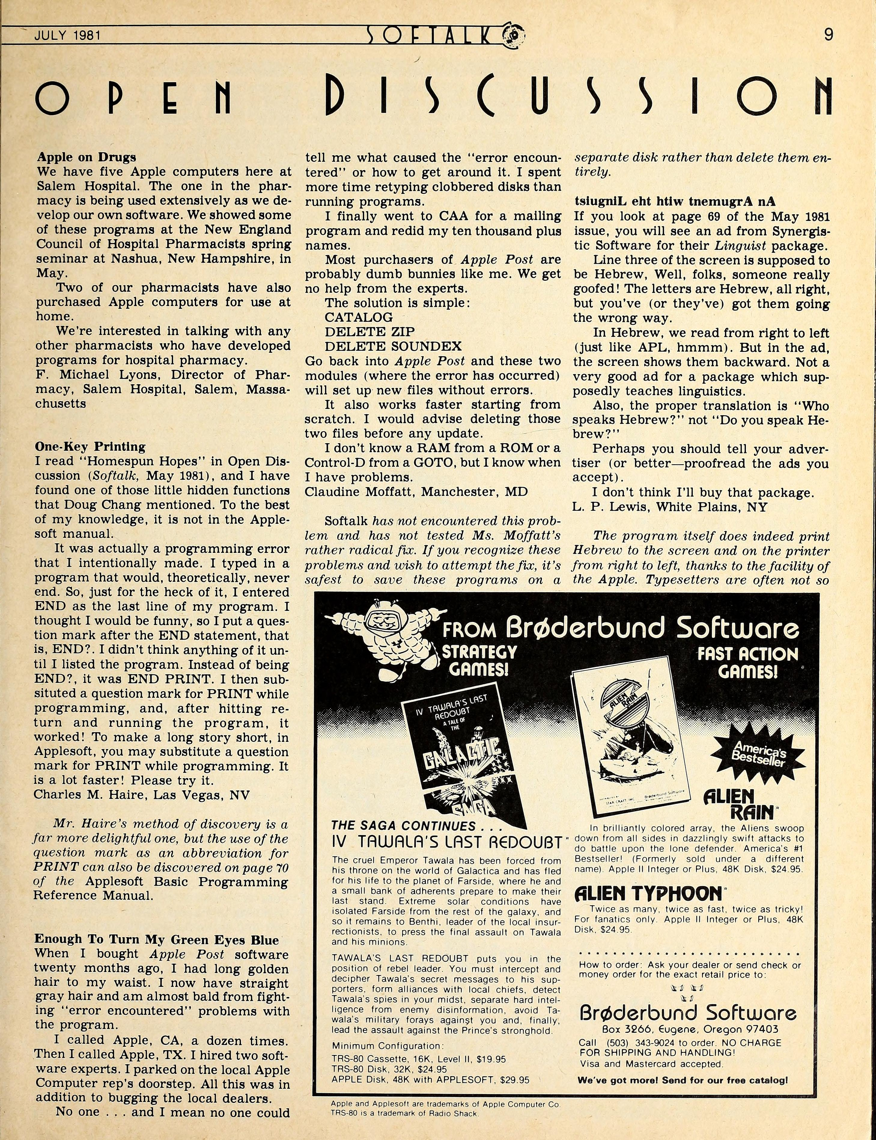 JULY 1981
SOFTALK
9
OPEN DISCUSSION
Apple on Drugs
We have five Apple computers here at
Salem Hospital. The one in the phar-
macy is being used extensively as we de-
velop our own software. We showed some
of these programs at the New England
Council of Hospital Pharmacists spring
seminar at Nashua, New Hampshire, in
May.
Two of our pharmacists have also
purchased Apple computers for use at
home.
We're interested in talking with any
other pharmacists who have developed
programs for hospital pharmacy.
F. Michael Lyons, Director of Phar-
macy, Salem Hospital, Salem, Massa-
chusetts
One-Key Printing
I read "Homespun Hopes" in Open Dis-
cussion (Softalk, May 1981), and I have
found one of those little hidden functions
that Doug Chang mentioned. To the best
of my knowledge, it is not in the Apple-
soft manual.
It was actually a programming error
that I intentionally made. I typed in a
program that would, theoretically, never
end. So, just for the heck of it, I entered
END as the last line of my program. I
thought I would be funny, so I put a ques-
tion mark after the END statement, that
is, END?. I didn't think anything of it un-
til I listed the program. Instead of being
END?, it was END PRINT. I then sub-
situted a question mark for PRINT while
programming, and, after hitting re-
turn and running the program, it
worked! To make a long story short, in
Applesoft, you may substitute a question
mark for PRINT while programming. It
is a lot faster! Please try it.
Charles M. Haire, Las Vegas, NV
Mr. Haire's method of discovery is a
far more delightful one, but the use of the
question mark as an abbreviation for
PRINT can also be discovered on page 70
of the Applesoft Basic Programming
Reference Manual.
Enough To Turn My Green Eyes Blue
When I bought Apple Post software
twenty months ago, I had long golden
hair to my waist. I now have straight
gray hair and am almost bald from fight-
ing "error encountered" problems with
the program.
I called Apple, CA, a dozen times.
Then I called Apple, TX. I hired two soft-
ware experts. I parked on the local Apple
Computer rep's doorstep. All this was in
addition to bugging the local dealers.
No one . . . and I mean no one could
tell me what caused the "error encoun-
tered" or how to get around it. I spent
more time retyping clobbered disks than
running programs.
I finally went to CAA for a mailing
program and redid my ten thousand plus
names.
Most purchasers of Apple Post are
probably dumb bunnies like me. We get
no help from the experts.
The solution is simple:
CATALOG
DELETE ZIP
DELETE SOUNDEX
Go back into Apple Post and these two
modules (where the error has occurred)
will set up new files without errors.
It also works faster starting from
scratch. I would advise deleting those
two files before any update.
I don't know a RAM from a ROM or a
Control-D from a GOTO, but I know when
I have problems.
Claudine Moffatt, Manchester, MD
Softalk has not encountered this prob-
lem and has not tested Ms. Moffatt's
rather radical fix. If you recognize these
problems and wish to attempt the fix, it's
safest to save these programs on a
separate disk rather than delete them en-
tirely.
tsiugniL eht htiw tnemugrA nA
If you look at page 69 of the May 1981
issue, you will see an ad from Synergis-
tic Software for their Linguist package.
Line three of the screen is supposed to
be Hebrew, Well, folks, someone really
goofed! The letters are Hebrew, all right,
but you've (or they've) got them going
the wrong way.
In Hebrew, we read from right to left
(just like APL, hmmm). But in the ad,
the screen shows them backward. Not a
very good ad for a package which sup-
posedly teaches linguistics.
Also, the proper translation is "Who
speaks Hebrew?" not "Do you speak He-
brew?"
Perhaps you should tell your adver-
tiser (or better—proofread the ads you
accept).
I don't think I'll buy that package.
L. P. Lewis, White Plains, NY
The program itself does indeed print
Hebrew to the screen and on the printer
from right to left, thanks to the facility of
the Apple. Typesetters are often not so
FROM Brøderbund Software
STRATEGY
GAMES!
FAST ACTION
GAMES!
IV TAWALA'S LAST
REDOUBT
A TALE OF
THE
GALACTIC
SAGA
ALIEN
RAIN
America's
Bestseller
THE SAGA CONTINUES . . .
IV TAWALA'S LAST REDOUBT™
The cruel Emperor Tawala has been forced from
his throne on the world of Galactica and has fled
for his life to the planet of Farside, where he and
a small bank of adherents prepare to make their
last stand. Extreme solar conditions have
isolated Farside from the rest of the galaxy, and
so it remains to Benthi, leader of the local insur-
rectionists, to press the final assault on Tawala
and his minions.
TAWALA'S LAST REDOUBT puts you in the
position of rebel leader. You must intercept and
decipher Tawala's secret messages to his sup-
porters, form alliances with local chiefs, detect
Tawala's spies in your midst, separate hard intel-
ligence from enemy disinformation, avoid Ta-
wala's military forays against you and, finally,
lead the assault against the Prince's stronghold.
Minimum Configuration:
TRS-80 Cassette, 16K, Level II, $19.95
TRS-80 Disk, 32K, $24.95
APPLE Disk, 48K with APPLESOFT, $29.95
ALIEN
RAIN™
In brilliantly colored array, the Aliens swoop
down from all sides in dazzlingly swift attacks to
do battle upon the lone defender. America's #1
Bestseller! (Formerly sold under a different
name). Apple II Integer or Plus, 48K Disk, $24.95.
ALIEN TYPHOON™
Twice as many, twice as fast, twice as tricky!
For fanatics only. Apple II Integer or Plus, 48K
Disk, $24.95.
How to order: Ask your dealer or send check or
money order for the exact retail price to:
Brøderbund Software
Box 3266, Eugene, Oregon 97403
Call (503) 343-9024 to order. NO CHARGE
FOR SHIPPING AND HANDLING!
Visa and Mastercard accepted.
We've got more! Send for our free catalog!
Apple and Applesoft are trademarks of Apple Computer Co.
TRS-80 is a trademark of Radio Shack.